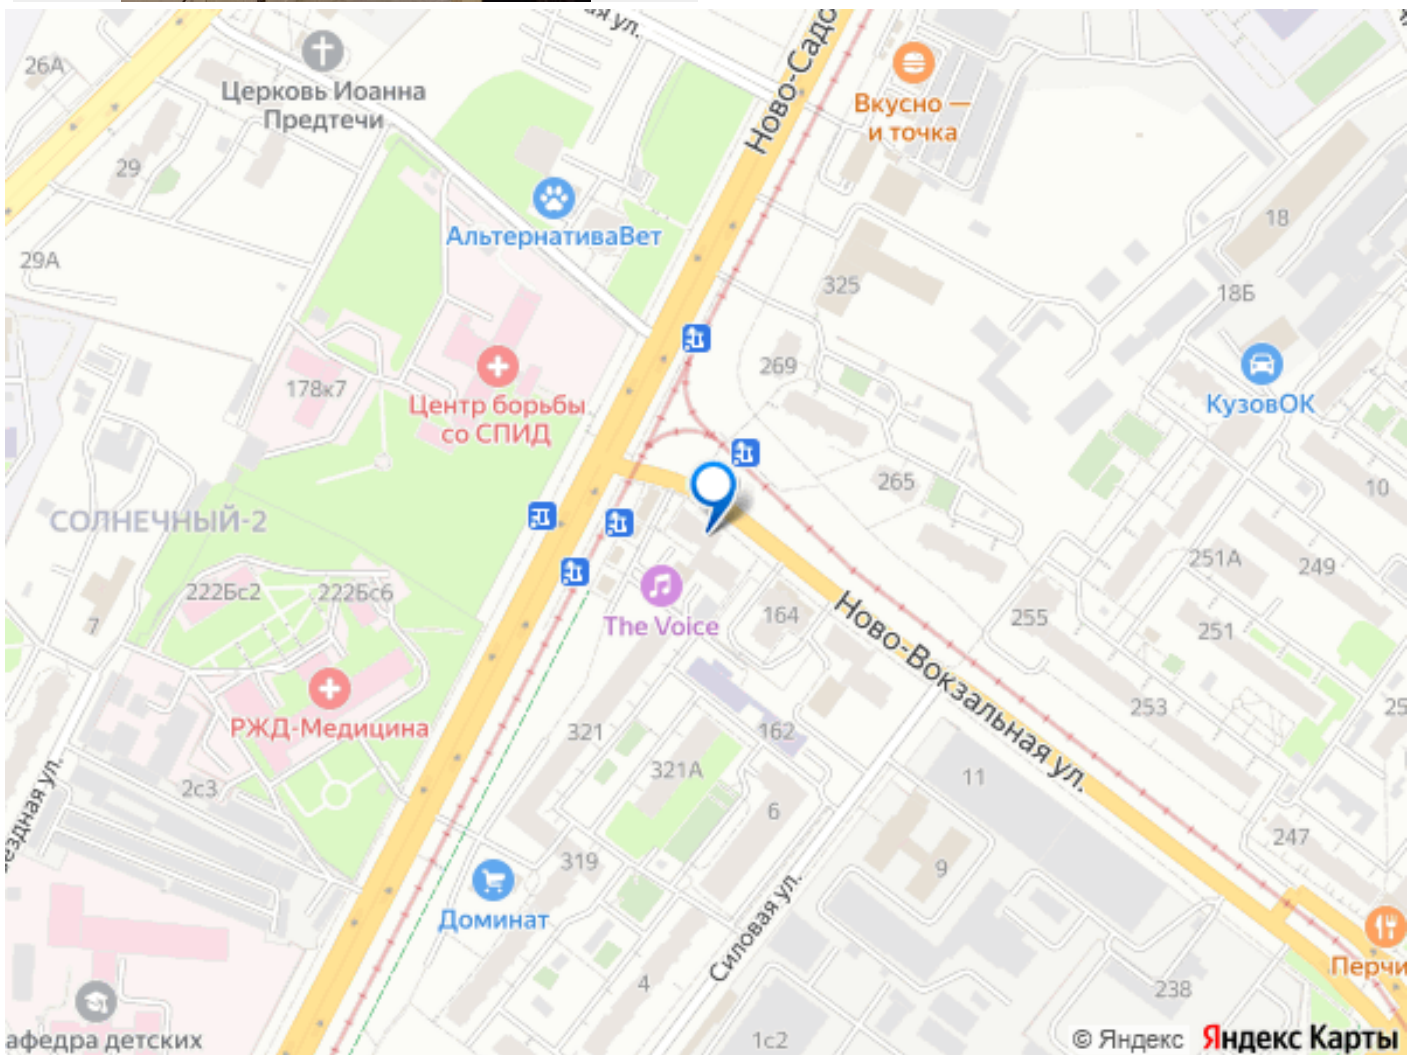 ная ул.
26А
Церковь Иоанна
Предтечи
Ново-Садо
Вкусно —
и точка
29
АльтернативаВет
18
29А
325
18Б
269
178к7
КузовОК
Центр борьбы
со СПИД
265
10
СОЛНЕЧНЫЙ-2
251А
249
222Бс2
222Бс6
The Voice
164
Ново-Вокзальная ул.
255
251
7
РЖД-Медицина
253
25
321
162
321А
11
2с3
ездная ул.
6
247
319
9
Доминат
Силовая ул.
Перчи
4
238
афедра детских
1с2
© Яндекс Яндекс Карты